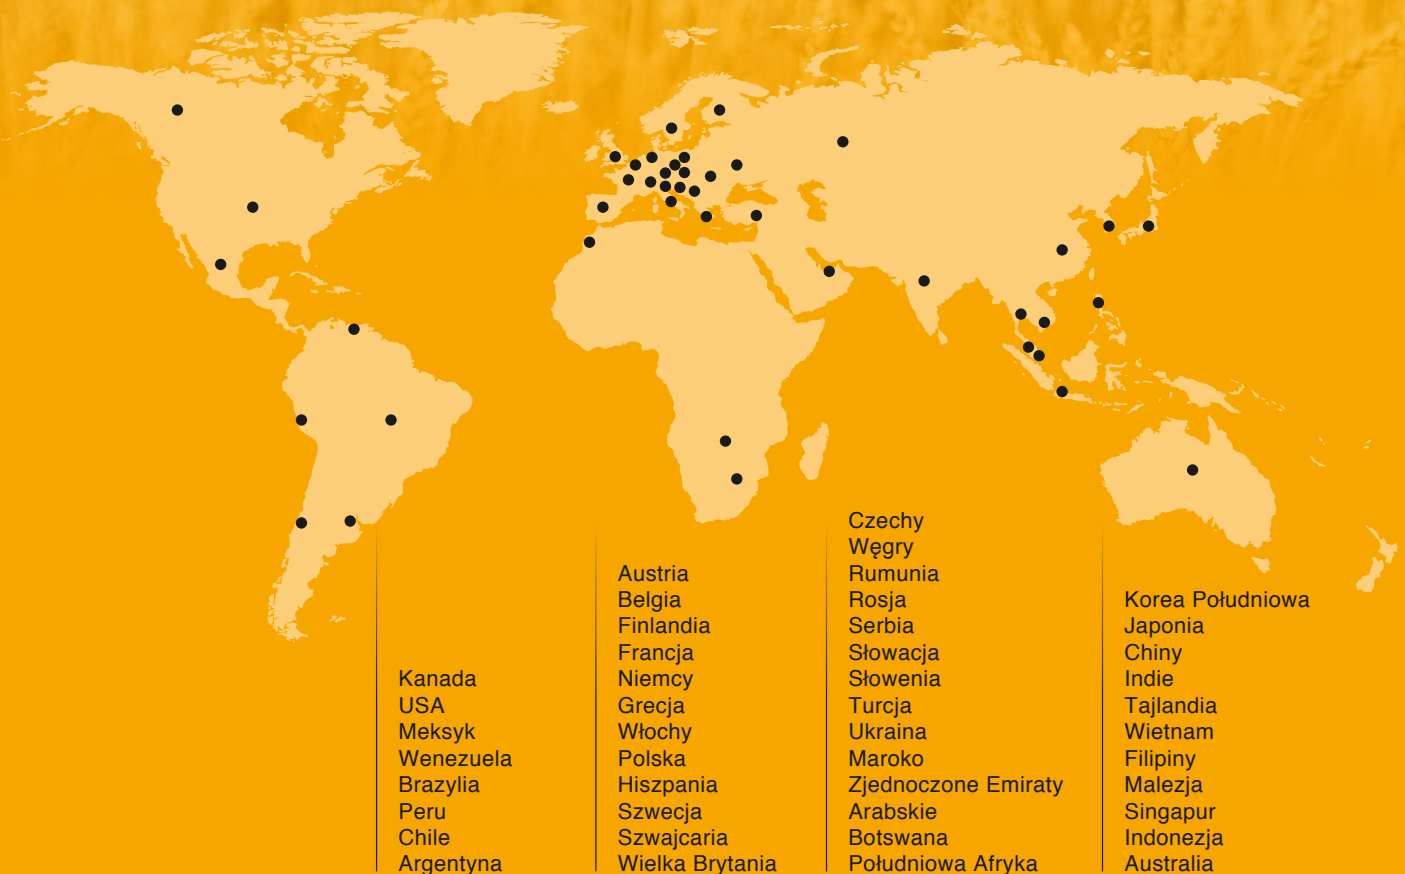 Kanada
USA
Meksyk
Wenezuela
Brazylia
Peru
Chile
Argentyna
Austria
Belgia
Finlandia
Francja
Niemcy
Grecja
Włochy
Polska
Hiszpania
Szwecja
Szwajcaria
Wielka Brytania
Czechy
Węgry
Rumunia
Rosja
Serbia
Słowacja
Słowenia
Turcja
Ukraina
Maroko
Zjednoczone Emiraty
Arabskie
Botswana
Południowa Afryka
Korea Południowa
Japonia
Chiny
Indie
Tajlandia
Wietnam
Filipiny
Malezja
Singapur
Indonezja
Australia